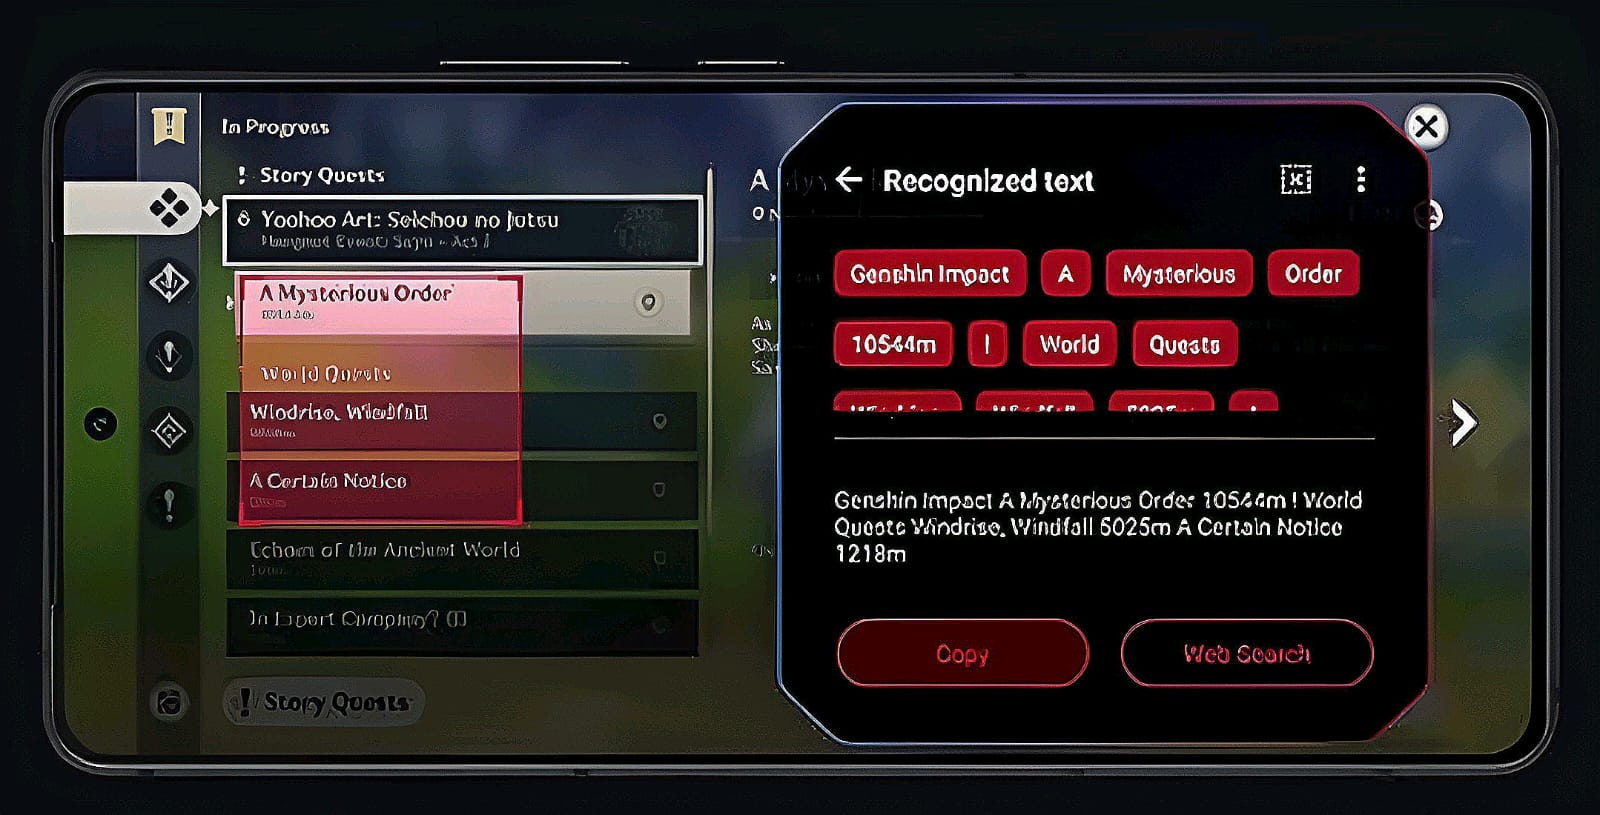 In Progress
! Story Quests
Yoohoo Art: Seichou no Jutsu
A Mysterious Order
World Quests
Windrise, Windfall
A Certain Notice
Echoes of the Ancient World
! Story Quests
A
Recognized text
Genshin Impact A Mysterious Order
10544m ! World Quests
Genshin Impact A Mysterious Order 10544m ! World
Quests Windrise, Windfall 5025m A Certain Notice
1218m
Copy
Web Search